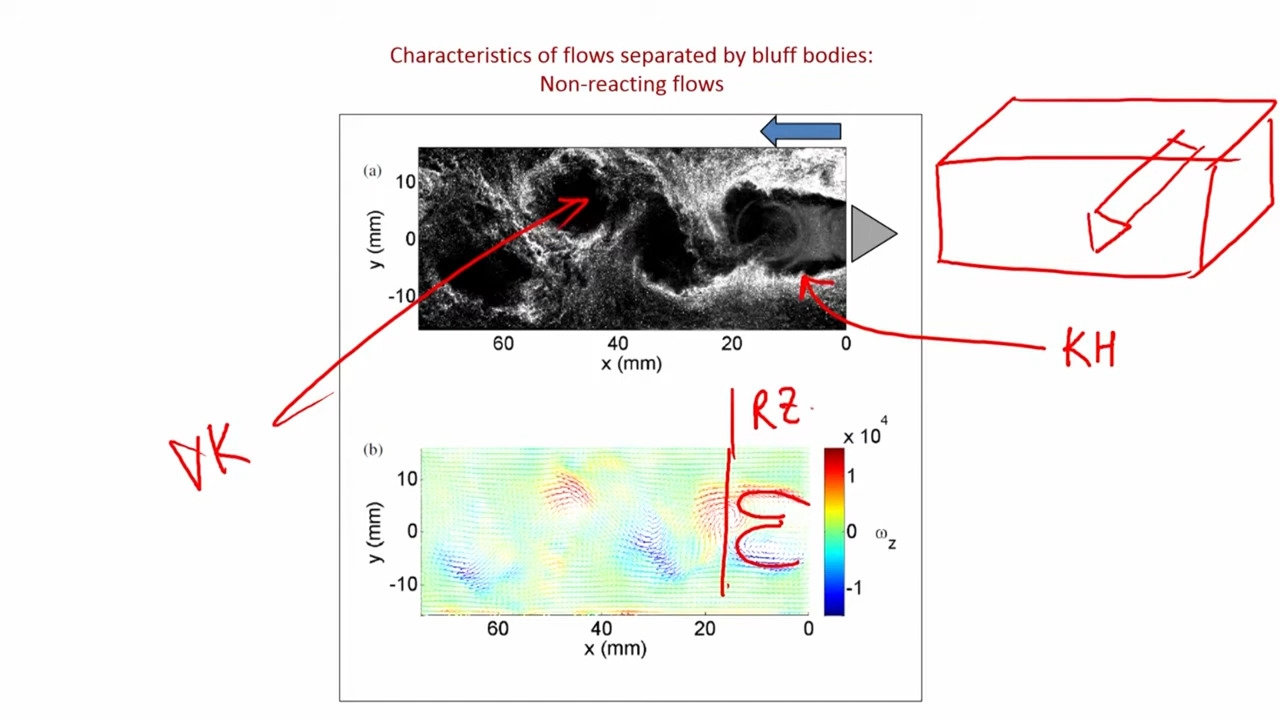 Characteristics of flows separated by bluff bodies:
Non-reacting flows
(a)
10
0
-10
y (mm)
60 40 20 0
x (mm)
KH
VK
RZ.
(b)
x 10^4
10
0
-10
y (mm)
1
0
-1
ω_z
60 40 20 0
x (mm)